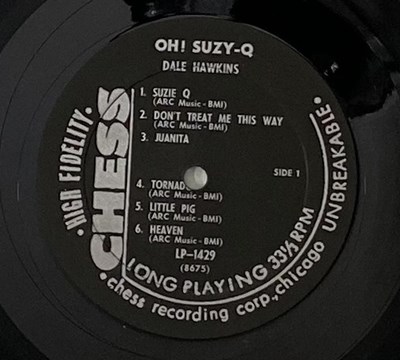 OH! SUZY-Q
DALE HAWKINS
1. SUZIE Q
(ARC Music - BMI)
2. DON'T TREAT ME THIS WAY
(ARC Music - BMI)
3. JUANITA
SIDE 1
4. TORNAD
(ARC Music - BMI)
5. LITTLE PIG
(ARC Music - BMI)
6. HEAVEN
(ARC Music - BMI)
LP-1429
(8675)
• HIGH FIDELITY •
CHESS
LONG PLAYING 33⅓ RPM
• chess recording corp., chicago UNBREAKABLE •